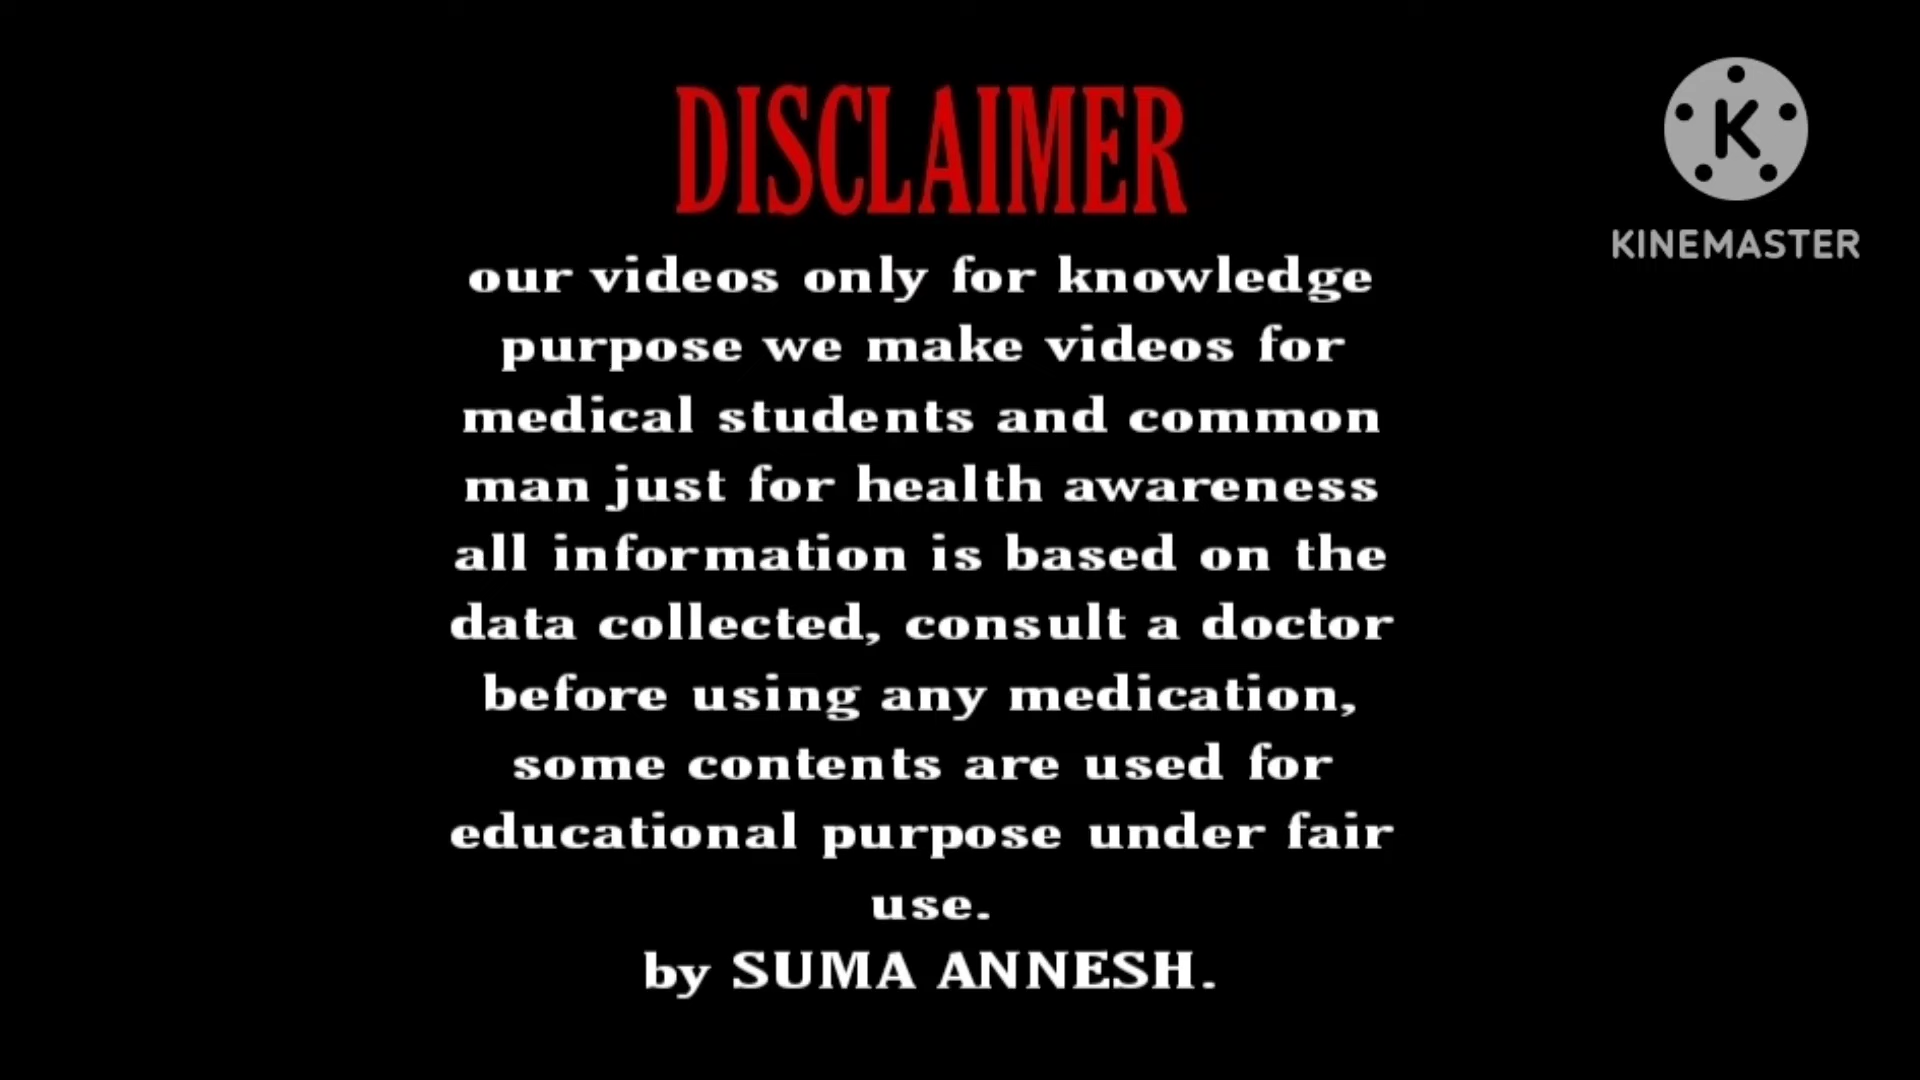 DISCLAIMER
our videos only for knowledge
purpose we make videos for
medical students and common
man just for health awareness
all information is based on the
data collected, consult a doctor
before using any medication,
some contents are used for
educational purpose under fair
use.
by SUMA ANNESH.
K
KINEMASTER